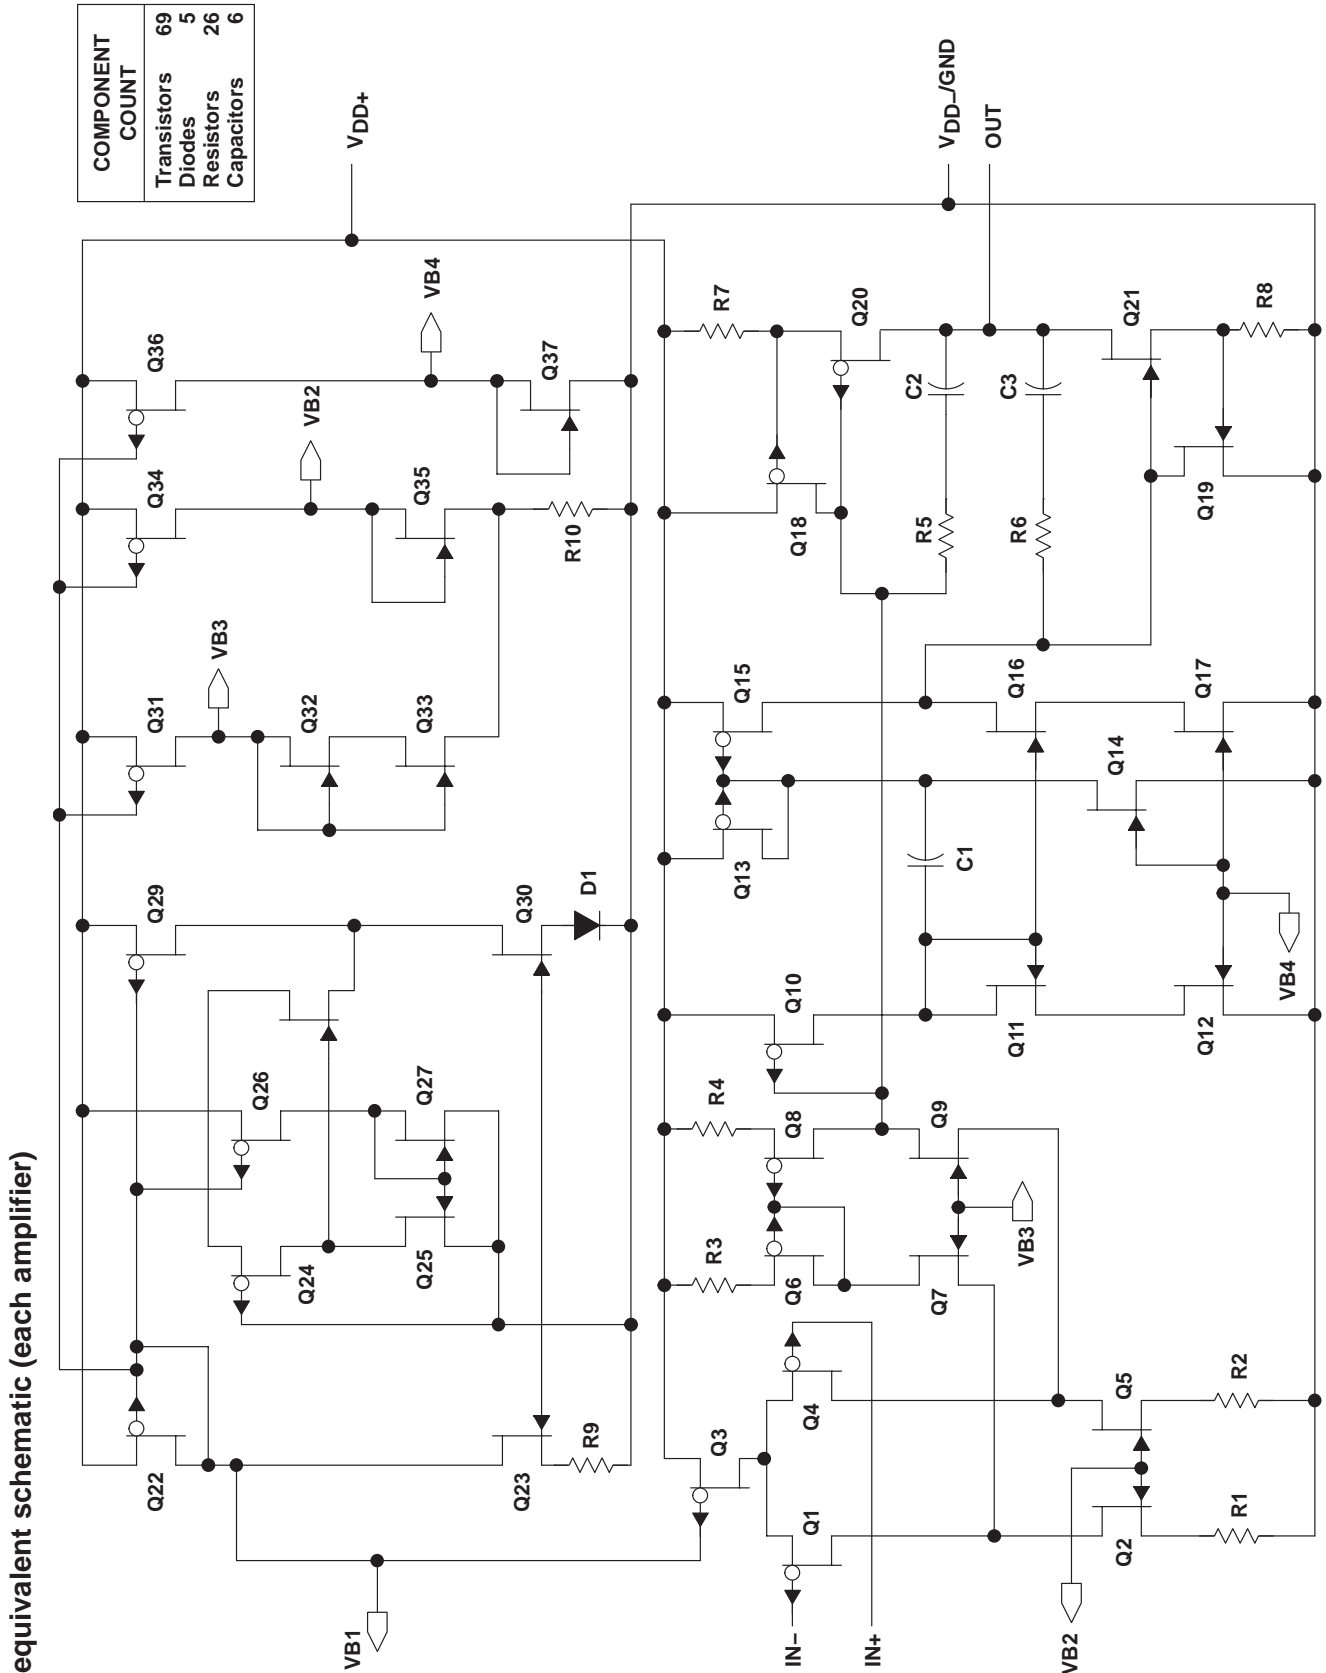 equivalent schematic (each amplifier)
COMPONENT
COUNT
Transistors 69
Diodes 5
Resistors 26
Capacitors 6
VDD+
VDD–/GND
OUT
Q36
VB4
Q37
Q34
VB2
Q35
R10
Q31
VB3
Q32
Q33
Q29
Q30
D1
Q26
Q27
Q24
Q25
Q22
Q23
R9
VB1
R7
Q20
C2
C3
Q21
R8
Q18
R5
R6
Q19
Q15
Q16
Q17
Q13
Q14
C1
Q10
Q11
Q12
VB4
R4
Q8
Q9
R3
Q6
Q7
VB3
Q3
Q4
Q1
Q5
R2
Q2
R1
IN–
IN+
VB2